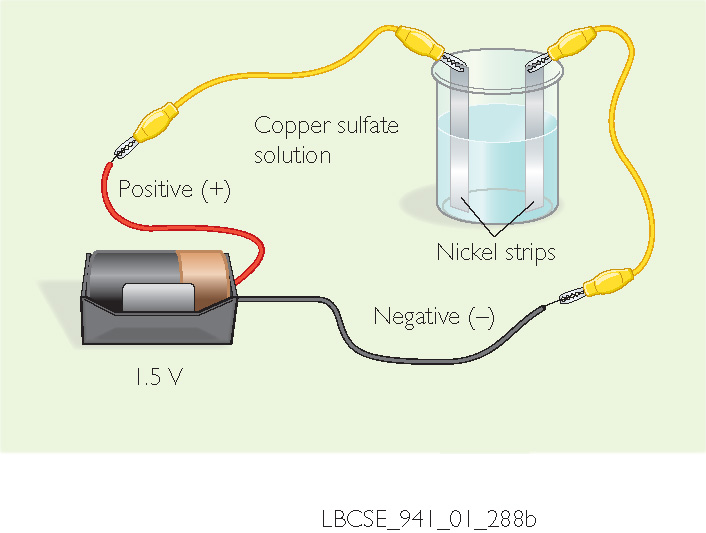 Copper sulfate
solution
Positive (+)
Nickel strips
Negative (–)
1.5 V
LBCSE_941_01_288b